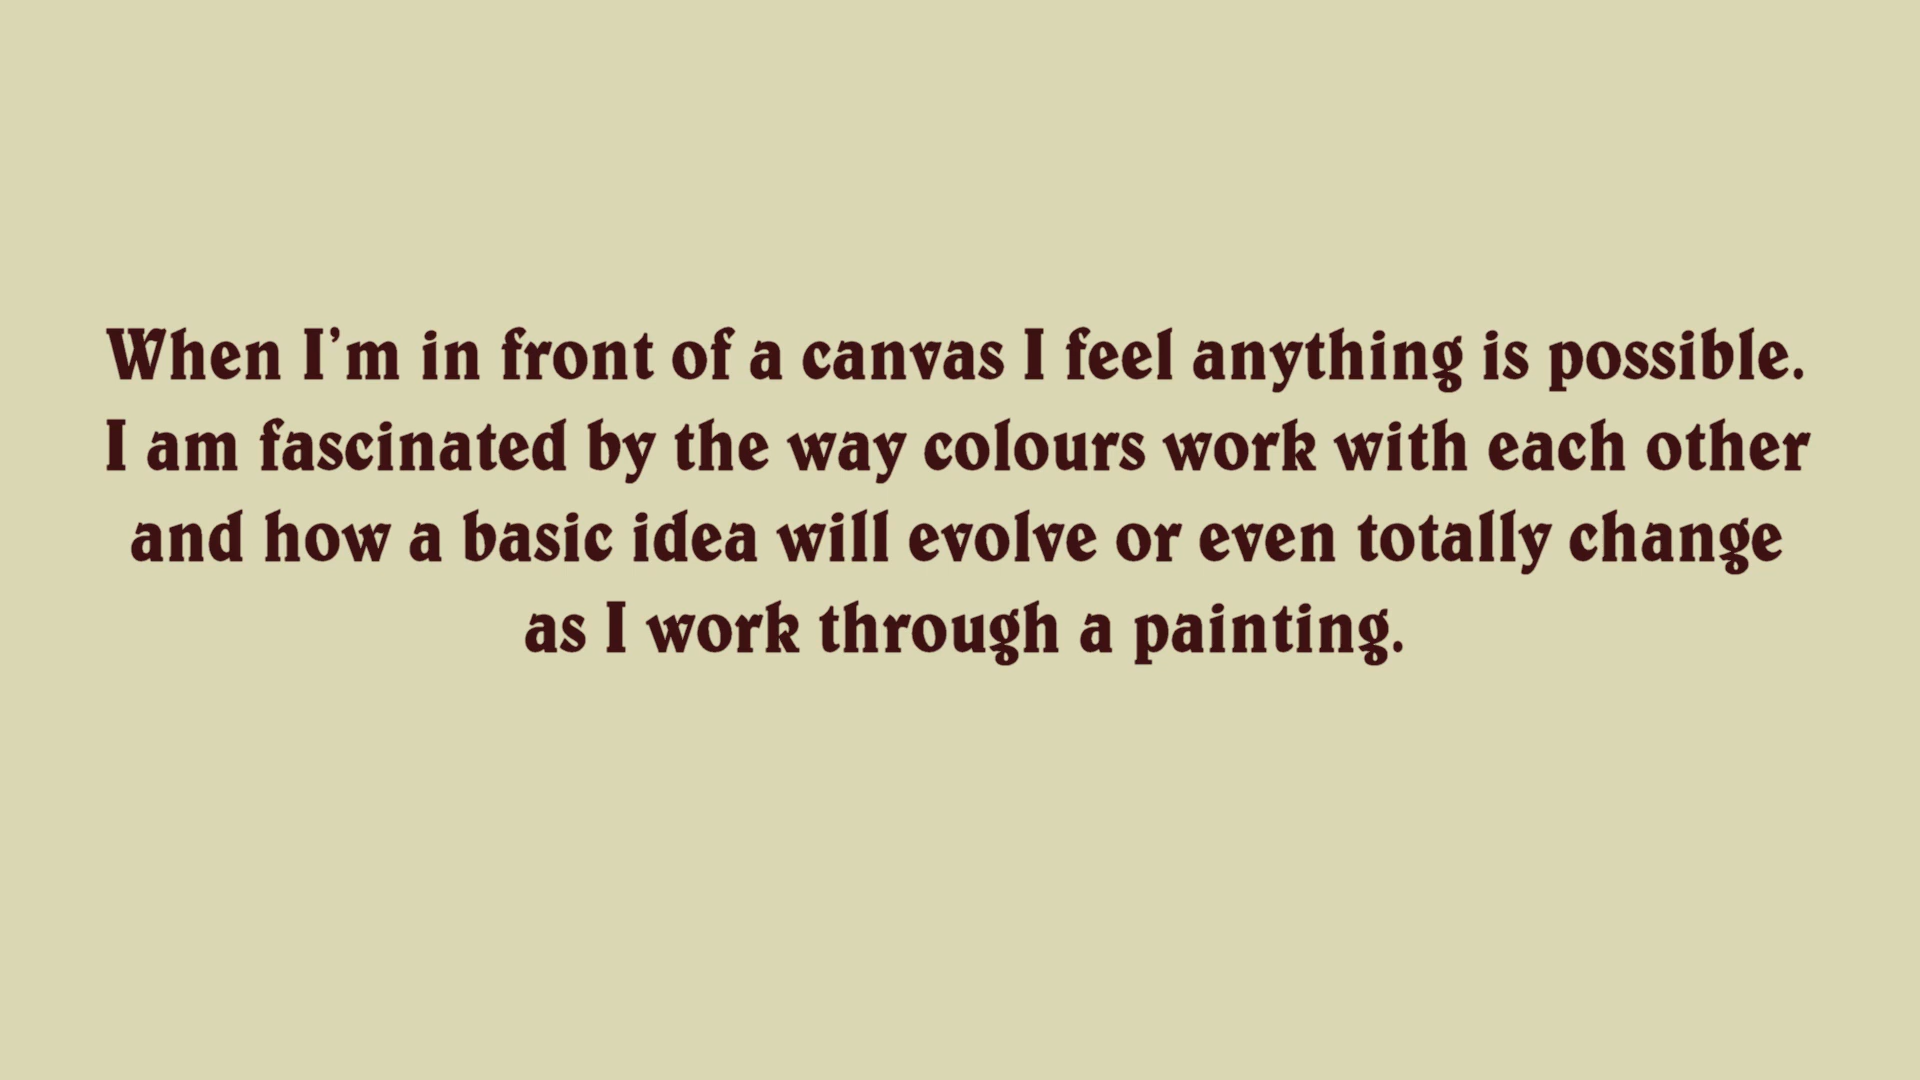 When I’m in front of a canvas I feel anything is possible.
I am fascinated by the way colours work with each other
and how a basic idea will evolve or even totally change
as I work through a painting.